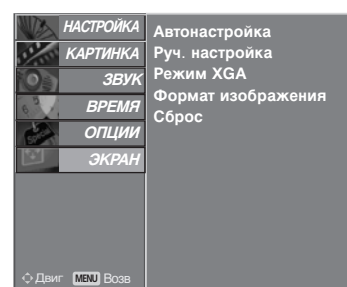 НАСТРОЙКА
КАРТИНКА
ЗВУК
ВРЕМЯ
ОПЦИИ
ЭКРАН
Автонастройка
Руч. настройка
Режим XGA
Формат изображения
Сброс
Двиг MENU Возв